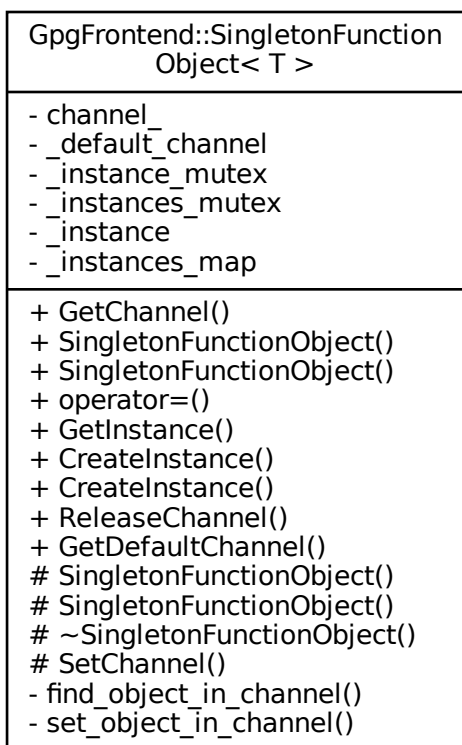 GpgFrontend::SingletonFunction
Object< T >
- channel_
- _default_channel
- _instance_mutex
- _instances_mutex
- _instance
- _instances_map
+ GetChannel()
+ SingletonFunctionObject()
+ SingletonFunctionObject()
+ operator=()
+ GetInstance()
+ CreateInstance()
+ CreateInstance()
+ ReleaseChannel()
+ GetDefaultChannel()
# SingletonFunctionObject()
# SingletonFunctionObject()
# ~SingletonFunctionObject()
# SetChannel()
- find_object_in_channel()
- set_object_in_channel()